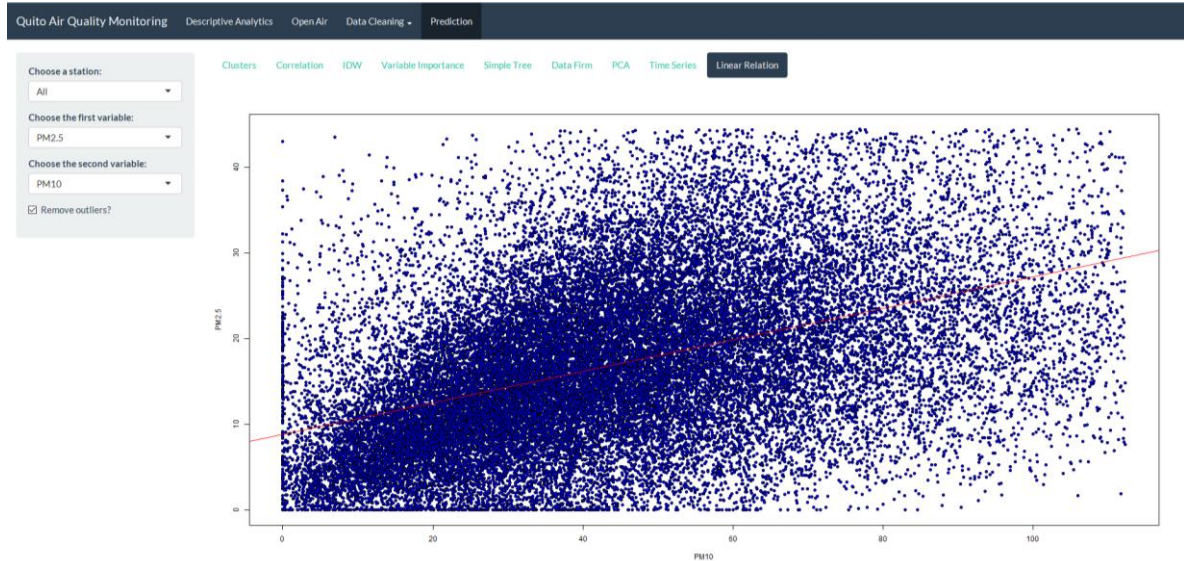 Quito Air Quality Monitoring Descriptive Analytics Open Air Data Cleaning Prediction
Clusters Correlation IDW Variable Importance Simple Tree Data Firm PCA Time Series Linear Relation
Choose a station:
All
Choose the first variable:
PM2.5
Choose the second variable:
PM10
Remove outliers?
PM2.5
40
30
20
10
0
0 20 40 60 80 100
PM10